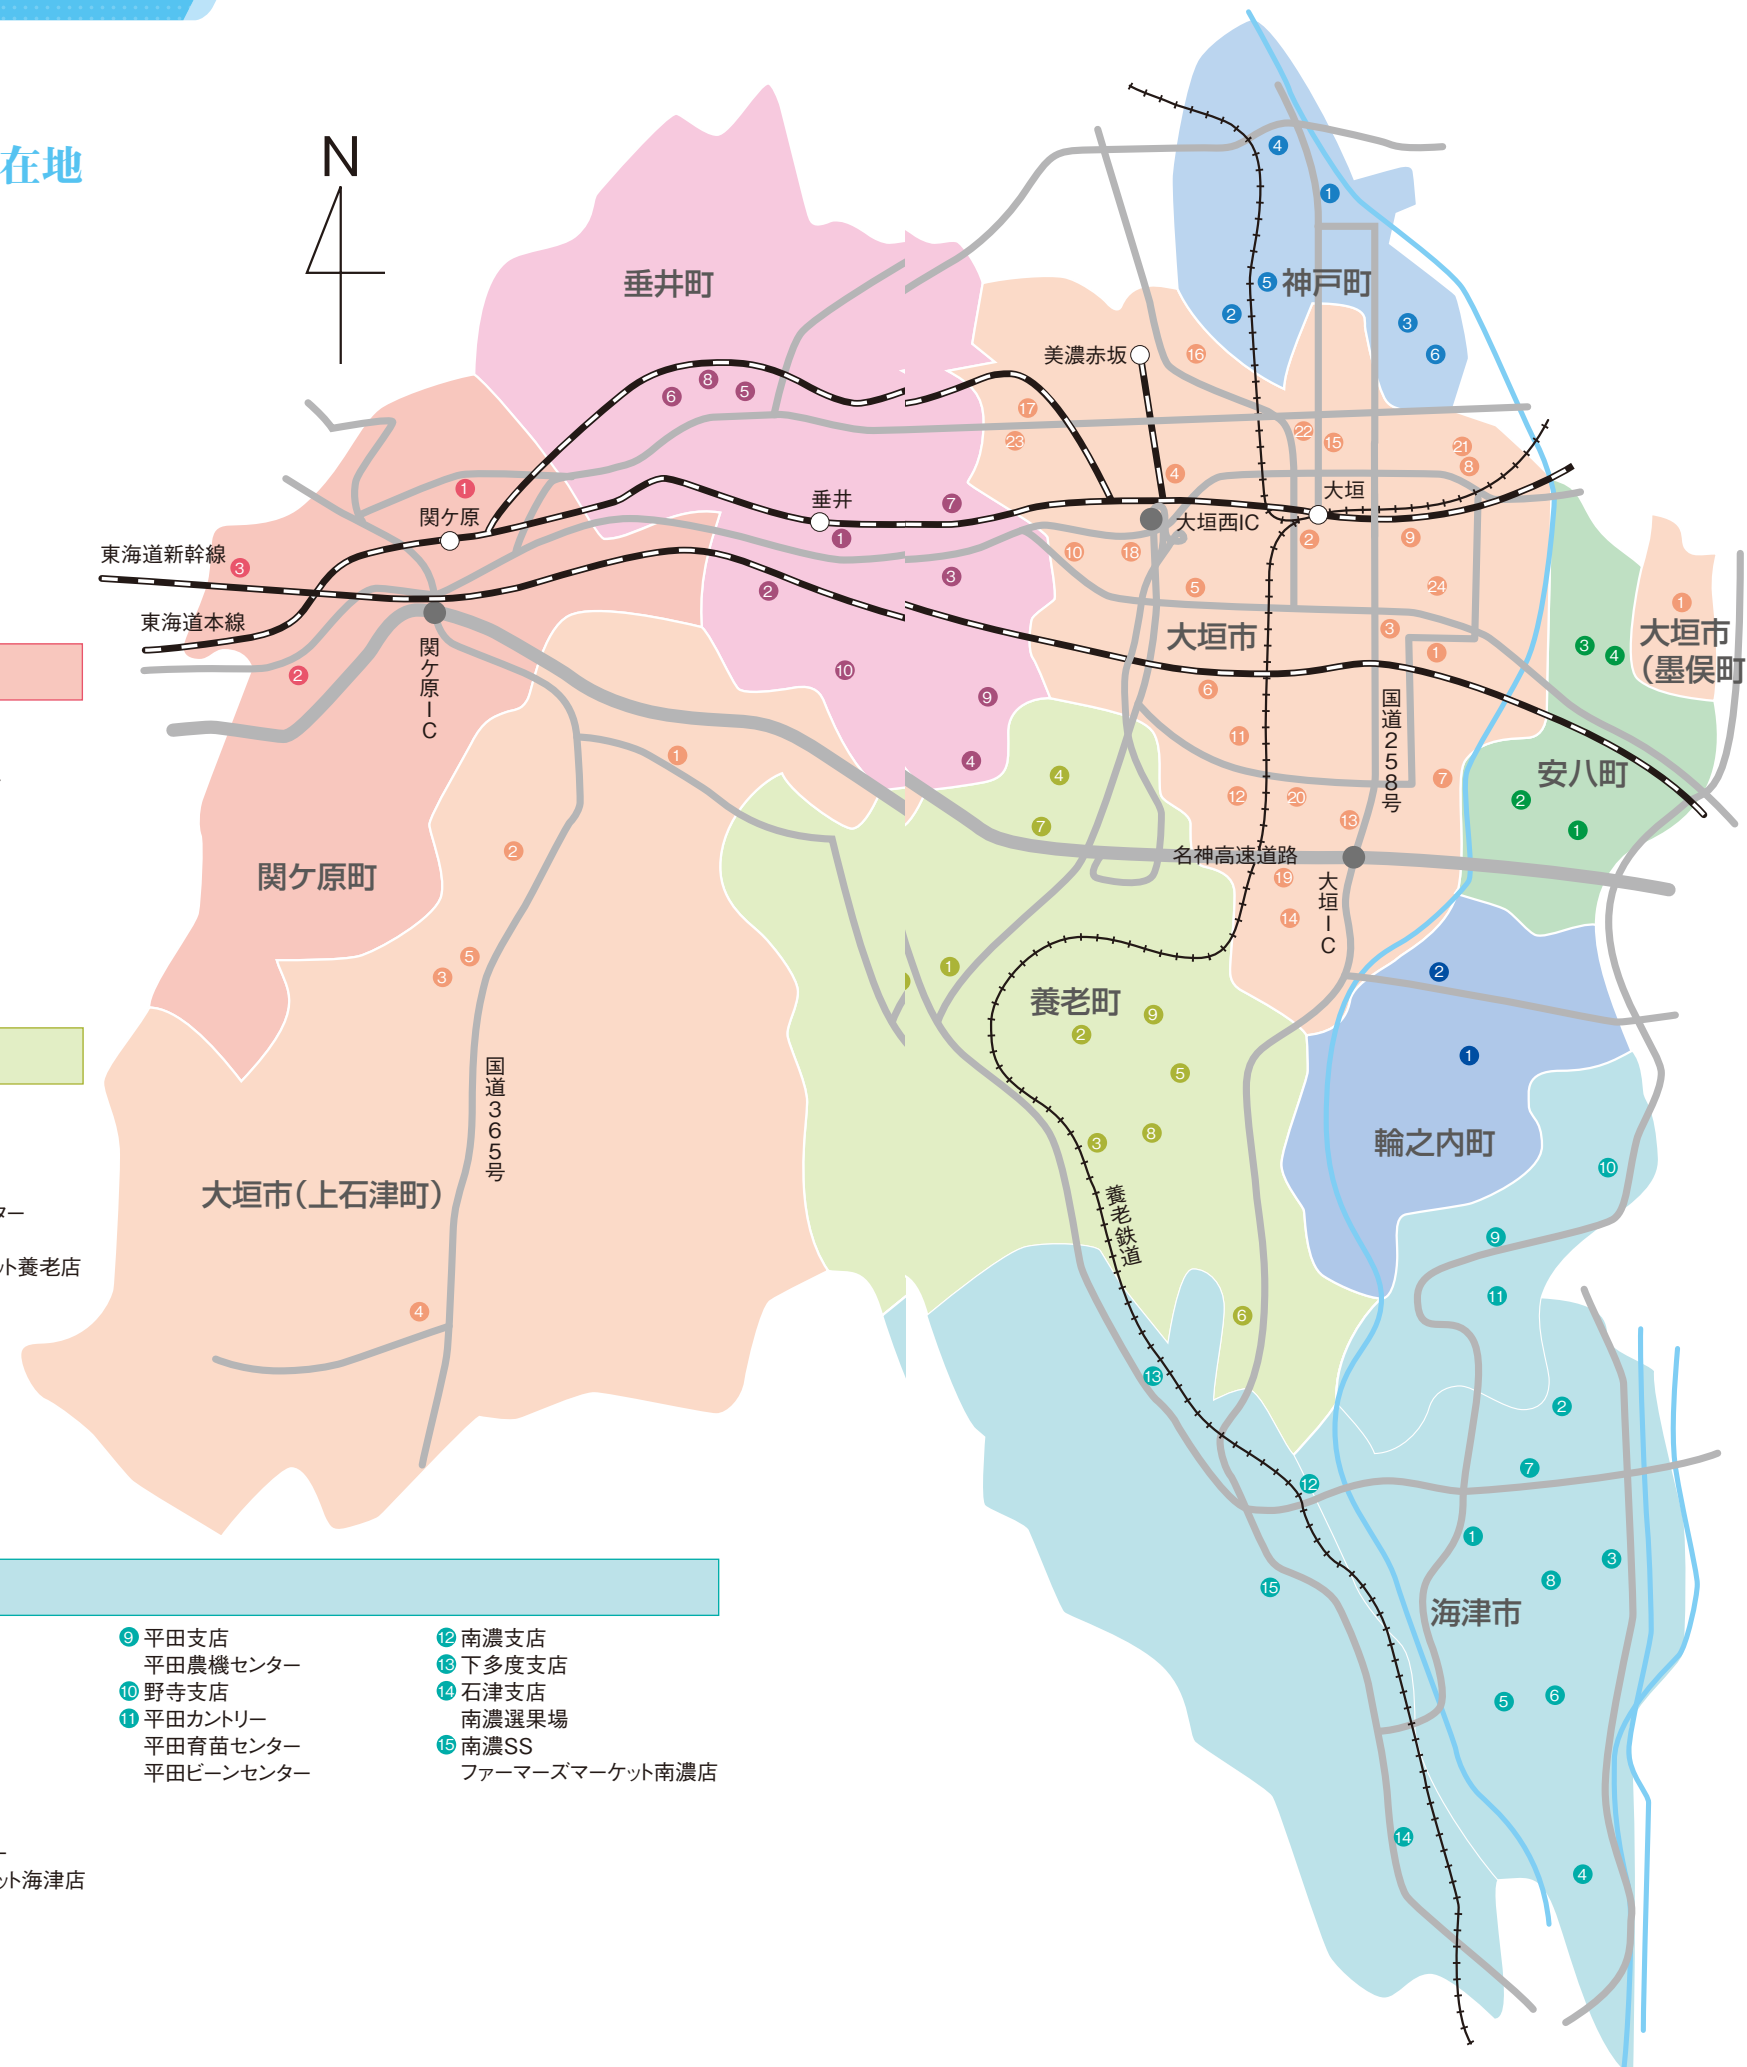 在地
N
垂井町
神戸町
美濃赤坂
大垣
垂井
関ケ原
大垣西IC
東海道新幹線
東海道本線
関ケ原IC
大垣市
大垣市
（墨俣町
国道258号
安八町
名神高速道路
大垣IC
関ケ原町
養老町
国道365号
輪之内町
大垣市（上石津町）
養老鉄道
海津市
ター
ット養老店
9 平田支店
平田農機センター
10 野寺支店
11 平田カントリー
平田育苗センター
平田ビーンセンター
12 南濃支店
13 下多度支店
14 石津支店
南濃選果場
15 南濃SS
ファーマーズマーケット南濃店
ー
ット海津店